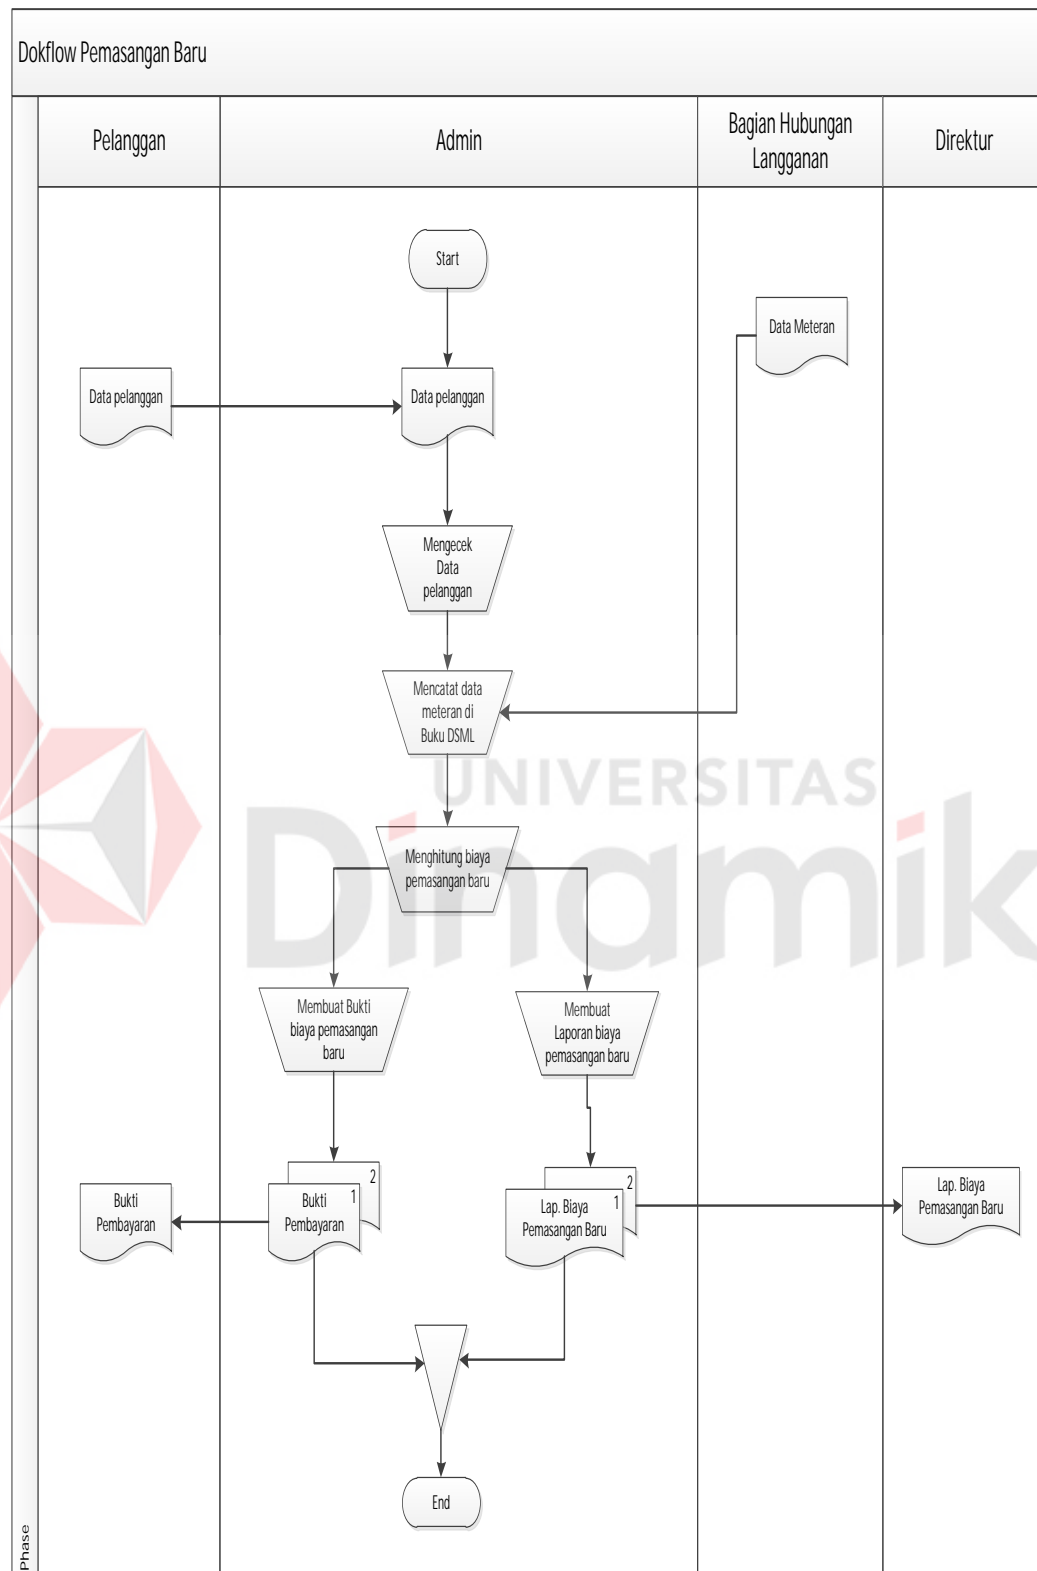 Dokflow Pemasangan Baru
Pelanggan
Admin
Bagian Hubungan
Langganan
Direktur
Start
Data Meteran
Data pelanggan
Data pelanggan
Mengecek
Data
pelanggan
Mencatat data
meteran di
Buku DSML
UNIVERSITAS
Dinamik
Menghitung biaya
pemasangan baru
Membuat Bukti
biaya pemasangan
baru
Membuat
Laporan biaya
pemasangan baru
2
1
Bukti
Pembayaran
Bukti
Pembayaran
2
1
Lap. Biaya
Pemasangan Baru
Lap. Biaya
Pemasangan Baru
End
Phase